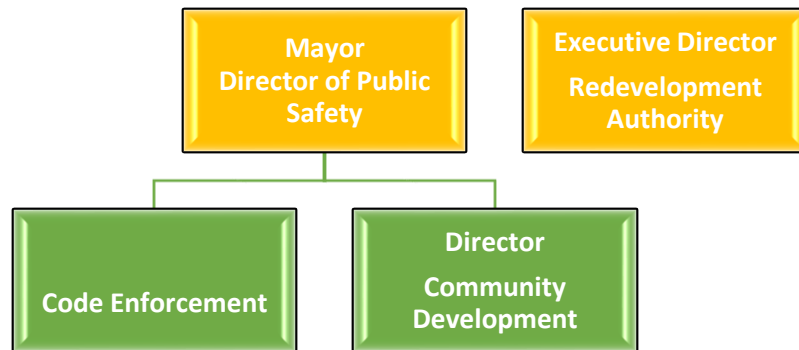 Mayor
Director of Public
Safety
Executive Director
Redevelopment
Authority
Code Enforcement
Director
Community
Development